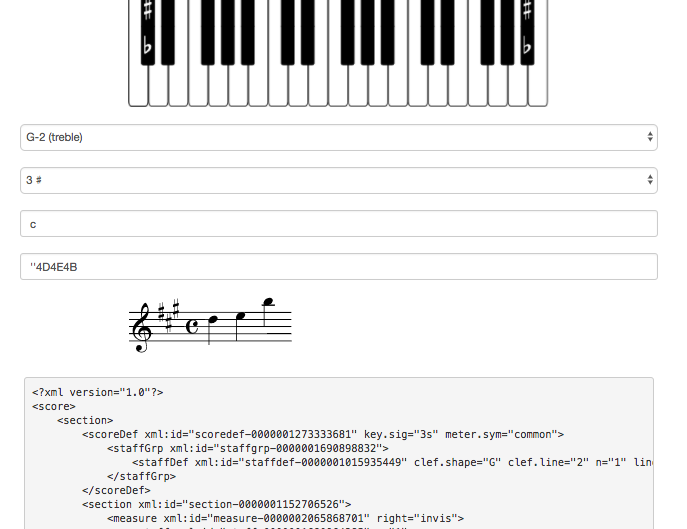 ♯ ♯
♭ ♭
G-2 (treble)
3 ♯
c
''4D4E4B
<?xml version="1.0"?>
<score>
<section>
<scoreDef xml:id="scoredef-0000001273333681" key.sig="3s" meter.sym="common">
<staffGrp xml:id="staffgrp-0000001690898832">
<staffDef xml:id="staffdef-0000001015935449" clef.shape="G" clef.line="2" n="1" line
</staffGrp>
</scoreDef>
<section xml:id="section-0000001152706526">
<measure xml:id="measure-0000002065868701" right="invis">